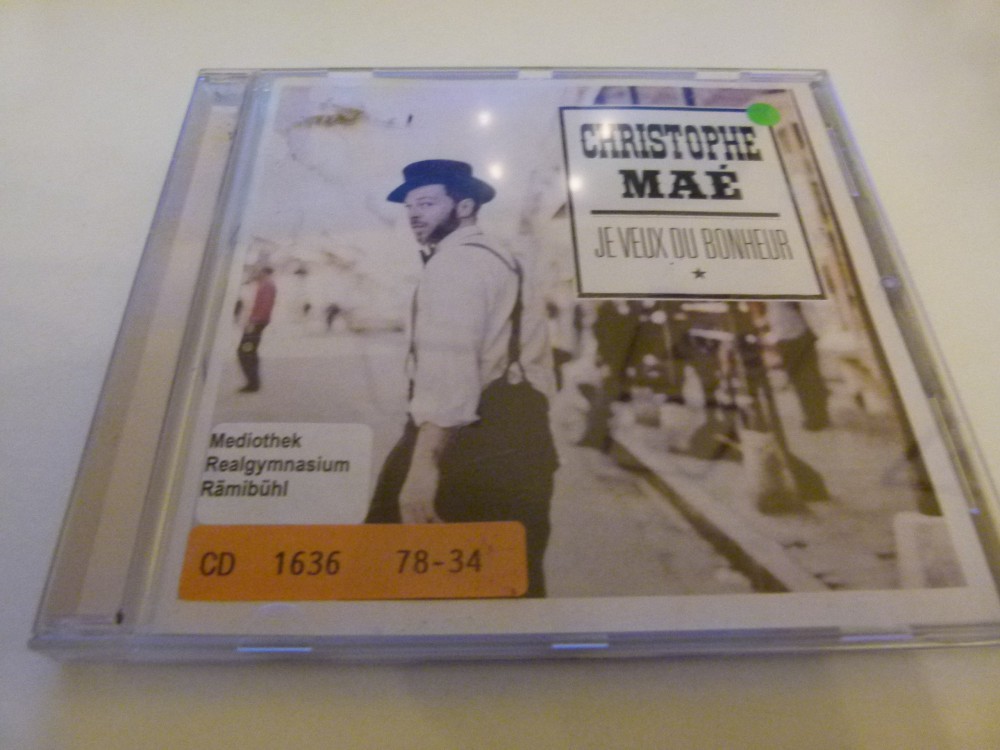 CHRISTOPHE
MAÉ
JE VEUX DU BONHEUR
Mediothek
Realgymnasium
Rämibühl
CD 1636 78-34